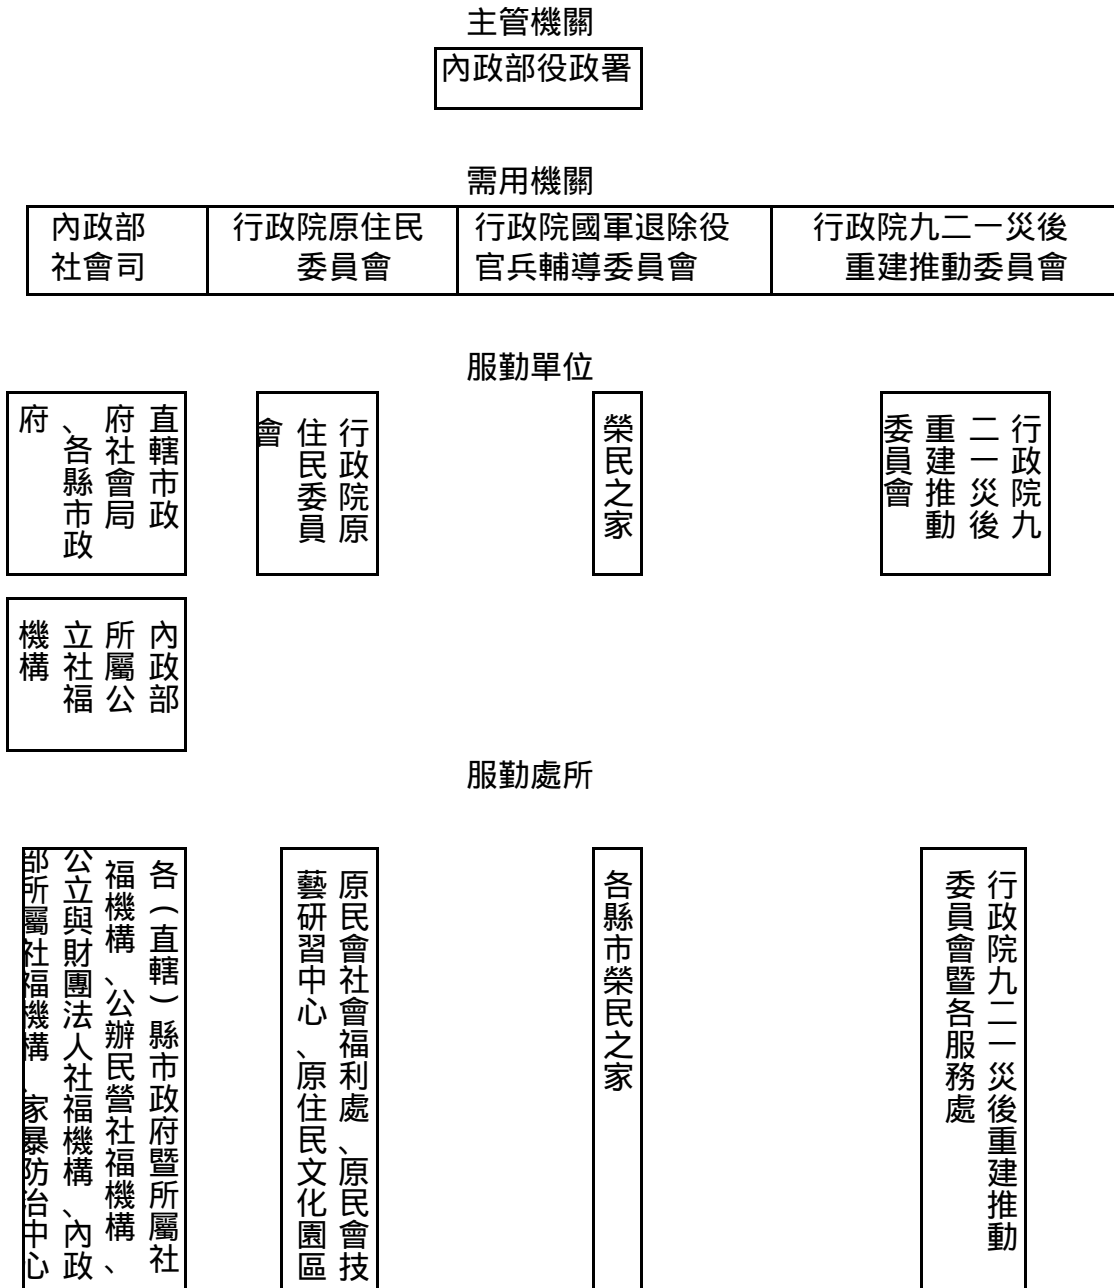 主管機關
內政部役政署
需用機關
內政部
社會司
行政院原住民
委員會
行政院國軍退除役
官兵輔導委員會
行政院九二一災後
重建推動委員會
服勤單位
直轄市政
府社會局
、各縣市政
府
行政院原
住民委員
會
榮民之家
行政院九
二一災後
重建推動
委員會
內政部
所屬公
立社福
機構
服勤處所
各(直轄)縣市政府暨所屬社
福機構、公辦民營社福機構、
公立與財團法人社福機構、內政
部所屬社福機構、家暴防治中心
原民會社會福利處、原民會技
藝研習中心、原住民文化園區
各縣市榮民之家
行政院九二一災後重建推動
委員會暨各服務處